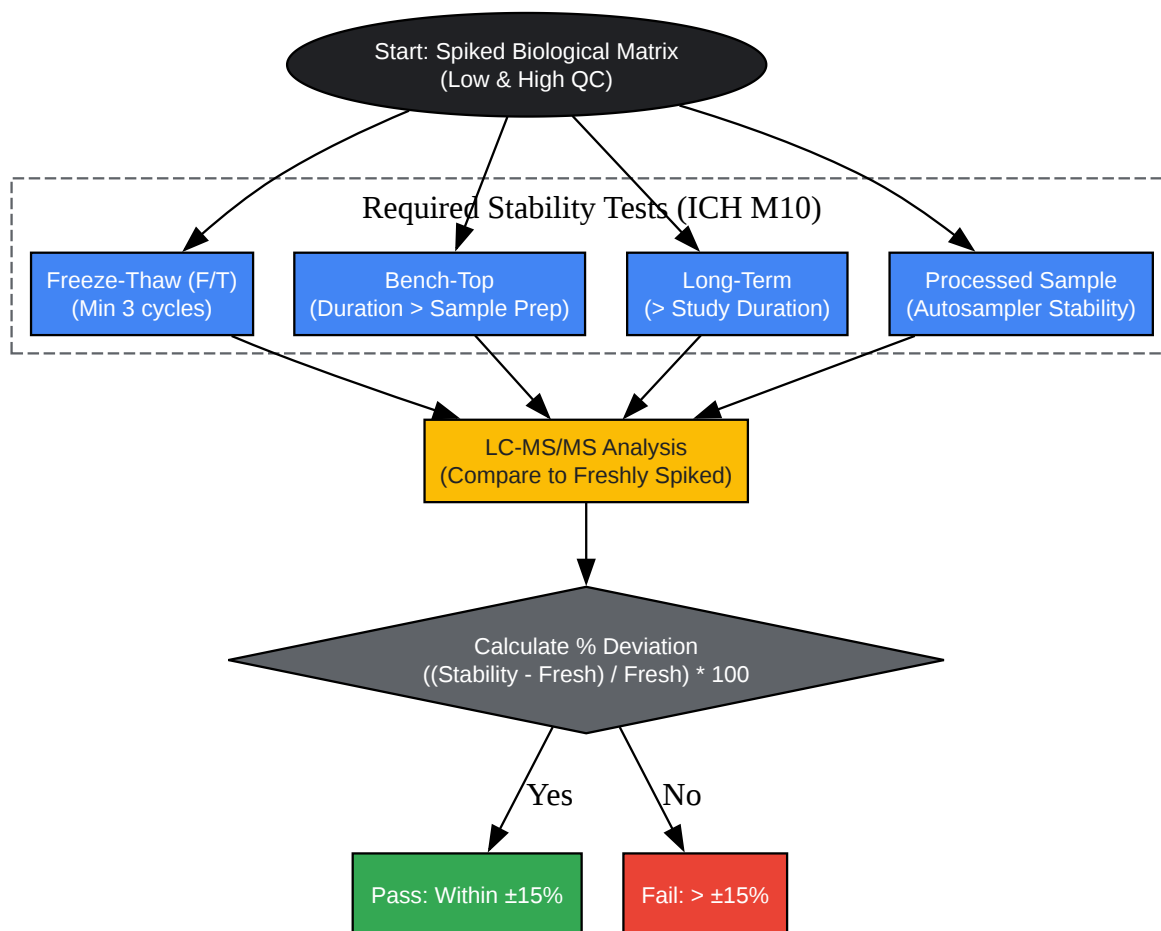 Start: Spiked Biological Matrix
(Low & High QC)
Required Stability Tests (ICH M10)
Freeze-Thaw (F/T)
(Min 3 cycles)
Bench-Top
(Duration > Sample Prep)
Long-Term
(> Study Duration)
Processed Sample
(Autosampler Stability)
LC-MS/MS Analysis
(Compare to Freshly Spiked)
Calculate % Deviation
((Stability - Fresh) / Fresh) * 100
Yes
No
Pass: Within ±15%
Fail: > ±15%